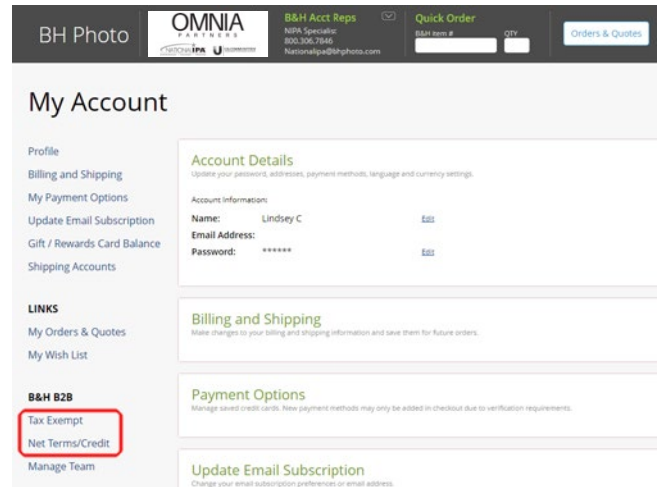 BH Photo
OMNIA
PARTNERS
NATIONAL IPA
B&H Acct Reps
NIPA Specialist
800.306.7846
Nationalipa@bhphoto.com
Quick Order
B&H Item #
QTY
Orders & Quotes
My Account
Profile
Billing and Shipping
My Payment Options
Update Email Subscription
Gift / Rewards Card Balance
Shipping Accounts
LINKS
My Orders & Quotes
My Wish List
B&H B2B
Tax Exempt
Net Terms/Credit
Manage Team
Account Details
Update your password, addresses, payment methods, language and currency settings.
Account Information:
Name: Lindsey C Edit
Email Address:
Password: ****** Edit
Billing and Shipping
Make changes to your billing and shipping information and save them for future orders.
Payment Options
Manage saved credit cards. New payment methods may only be added in checkout due to verification requirements.
Update Email Subscription
Change your email subscription preferences or email address.